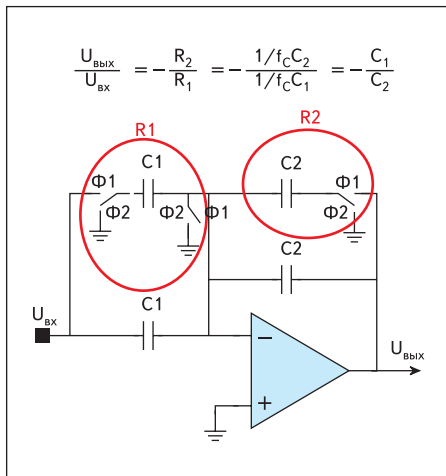 Uвых/Uвх = −R2/R1 = −(1/fCC2)/(1/fCC1) = −C1/C2
R1
R2
C1
C2
Φ1
Φ1
Φ2
Φ2
Φ1
Φ2
C2
Uвх
C1
−
+
Uвых